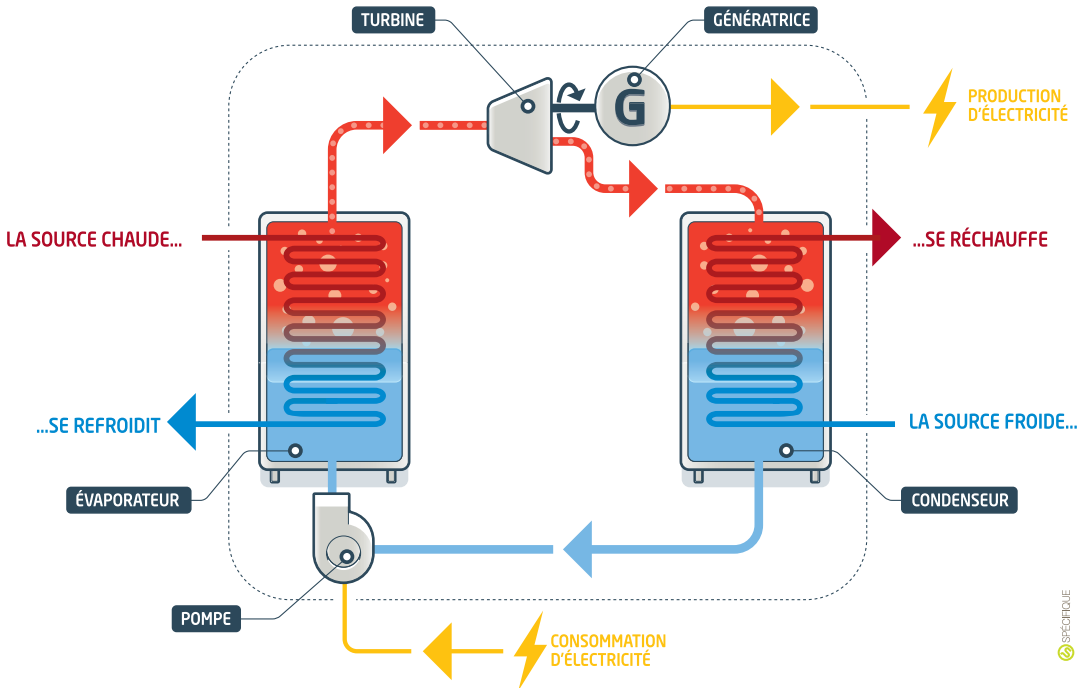 TURBINE
GÉNÉRATRICE
G
PRODUCTION
D'ÉLECTRICITÉ
LA SOURCE CHAUDE...
...SE RÉCHAUFFE
...SE REFROIDIT
LA SOURCE FROIDE...
ÉVAPORATEUR
CONDENSEUR
POMPE
CONSOMMATION
D'ÉLECTRICITÉ
SPÉCIFIQUE